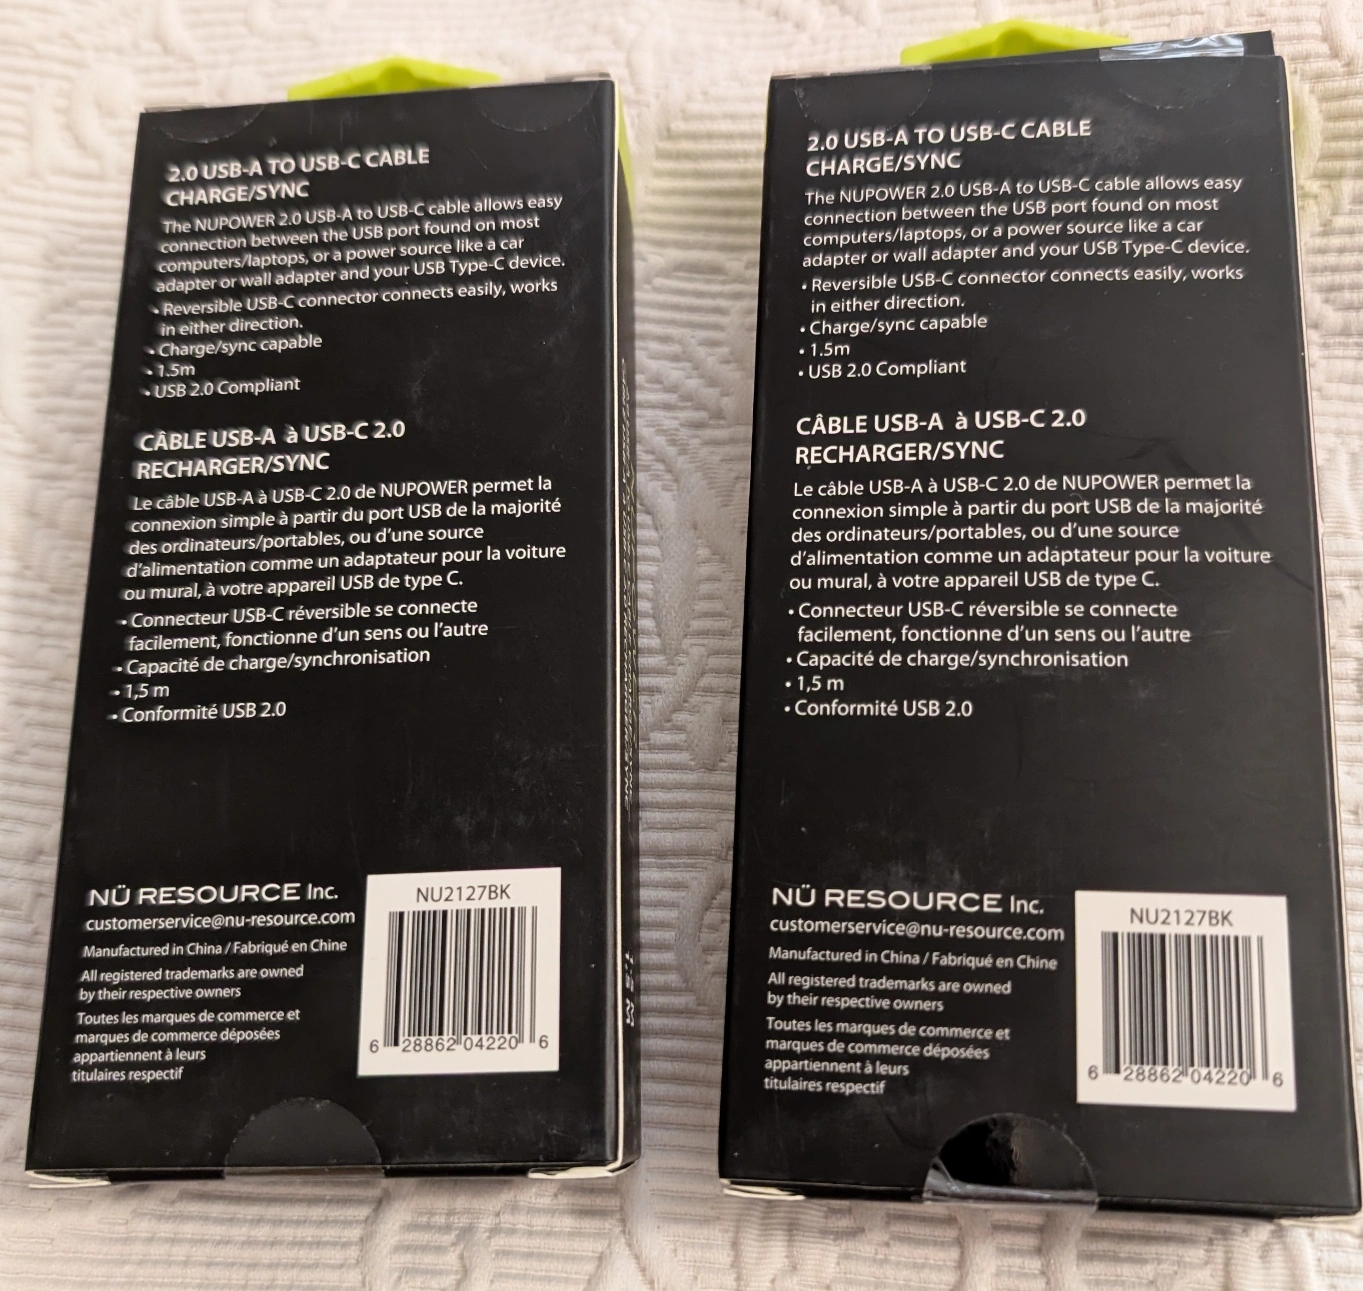 2.0 USB-A TO USB-C CABLE
CHARGE/SYNC
The NUPOWER 2.0 USB-A to USB-C cable allows easy
connection between the USB port found on most
computers/laptops, or a power source like a car
adapter or wall adapter and your USB Type-C device.
• Reversible USB-C connector connects easily, works
in either direction.
• Charge/sync capable
• 1.5m
• USB 2.0 Compliant
CÂBLE USB-A à USB-C 2.0
RECHARGER/SYNC
Le câble USB-A à USB-C 2.0 de NUPOWER permet la
connexion simple à partir du port USB de la majorité
des ordinateurs/portables, ou d'une source
d'alimentation comme un adaptateur pour la voiture
ou mural, à votre appareil USB de type C.
• Connecteur USB-C réversible se connecte
facilement, fonctionne d'un sens ou l'autre
• Capacité de charge/synchronisation
• 1,5 m
• Conformité USB 2.0
NÜ RESOURCE Inc.
customerservice@nu-resource.com
Manufactured in China / Fabriqué en Chine
All registered trademarks are owned
by their respective owners
Toutes les marques de commerce et
marques de commerce déposées
appartiennent à leurs
titulaires respectif
NU2127BK
6 28862 04220 6
1.5 M
2.0 USB-A TO USB-C CABLE
CHARGE/SYNC
The NUPOWER 2.0 USB-A to USB-C cable allows easy
connection between the USB port found on most
computers/laptops, or a power source like a car
adapter or wall adapter and your USB Type-C device.
• Reversible USB-C connector connects easily, works
in either direction.
• Charge/sync capable
• 1.5m
• USB 2.0 Compliant
CÂBLE USB-A à USB-C 2.0
RECHARGER/SYNC
Le câble USB-A à USB-C 2.0 de NUPOWER permet la
connexion simple à partir du port USB de la majorité
des ordinateurs/portables, ou d'une source
d'alimentation comme un adaptateur pour la voiture
ou mural, à votre appareil USB de type C.
• Connecteur USB-C réversible se connecte
facilement, fonctionne d'un sens ou l'autre
• Capacité de charge/synchronisation
• 1,5 m
• Conformité USB 2.0
NÜ RESOURCE Inc.
customerservice@nu-resource.com
Manufactured in China / Fabriqué en Chine
All registered trademarks are owned
by their respective owners
Toutes les marques de commerce et
marques de commerce déposées
appartiennent à leurs
titulaires respectif
NU2127BK
6 28862 04220 6